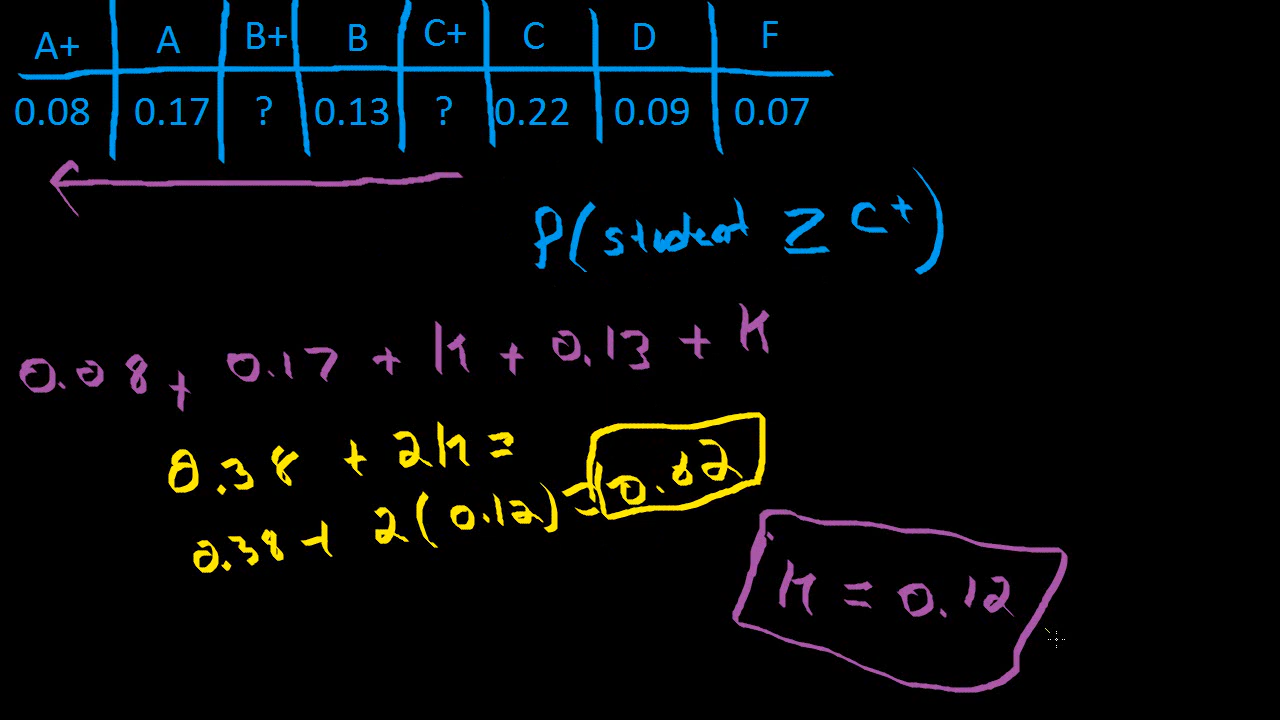 A+ A B+ B C+ C D F
0.08 0.17 ? 0.13 ? 0.22 0.09 0.07
P(student ≥ C+)
0.08 + 0.17 + K + 0.13 + K
0.38 + 2K =
0.38 + 2(0.12) = 0.62
K = 0.12